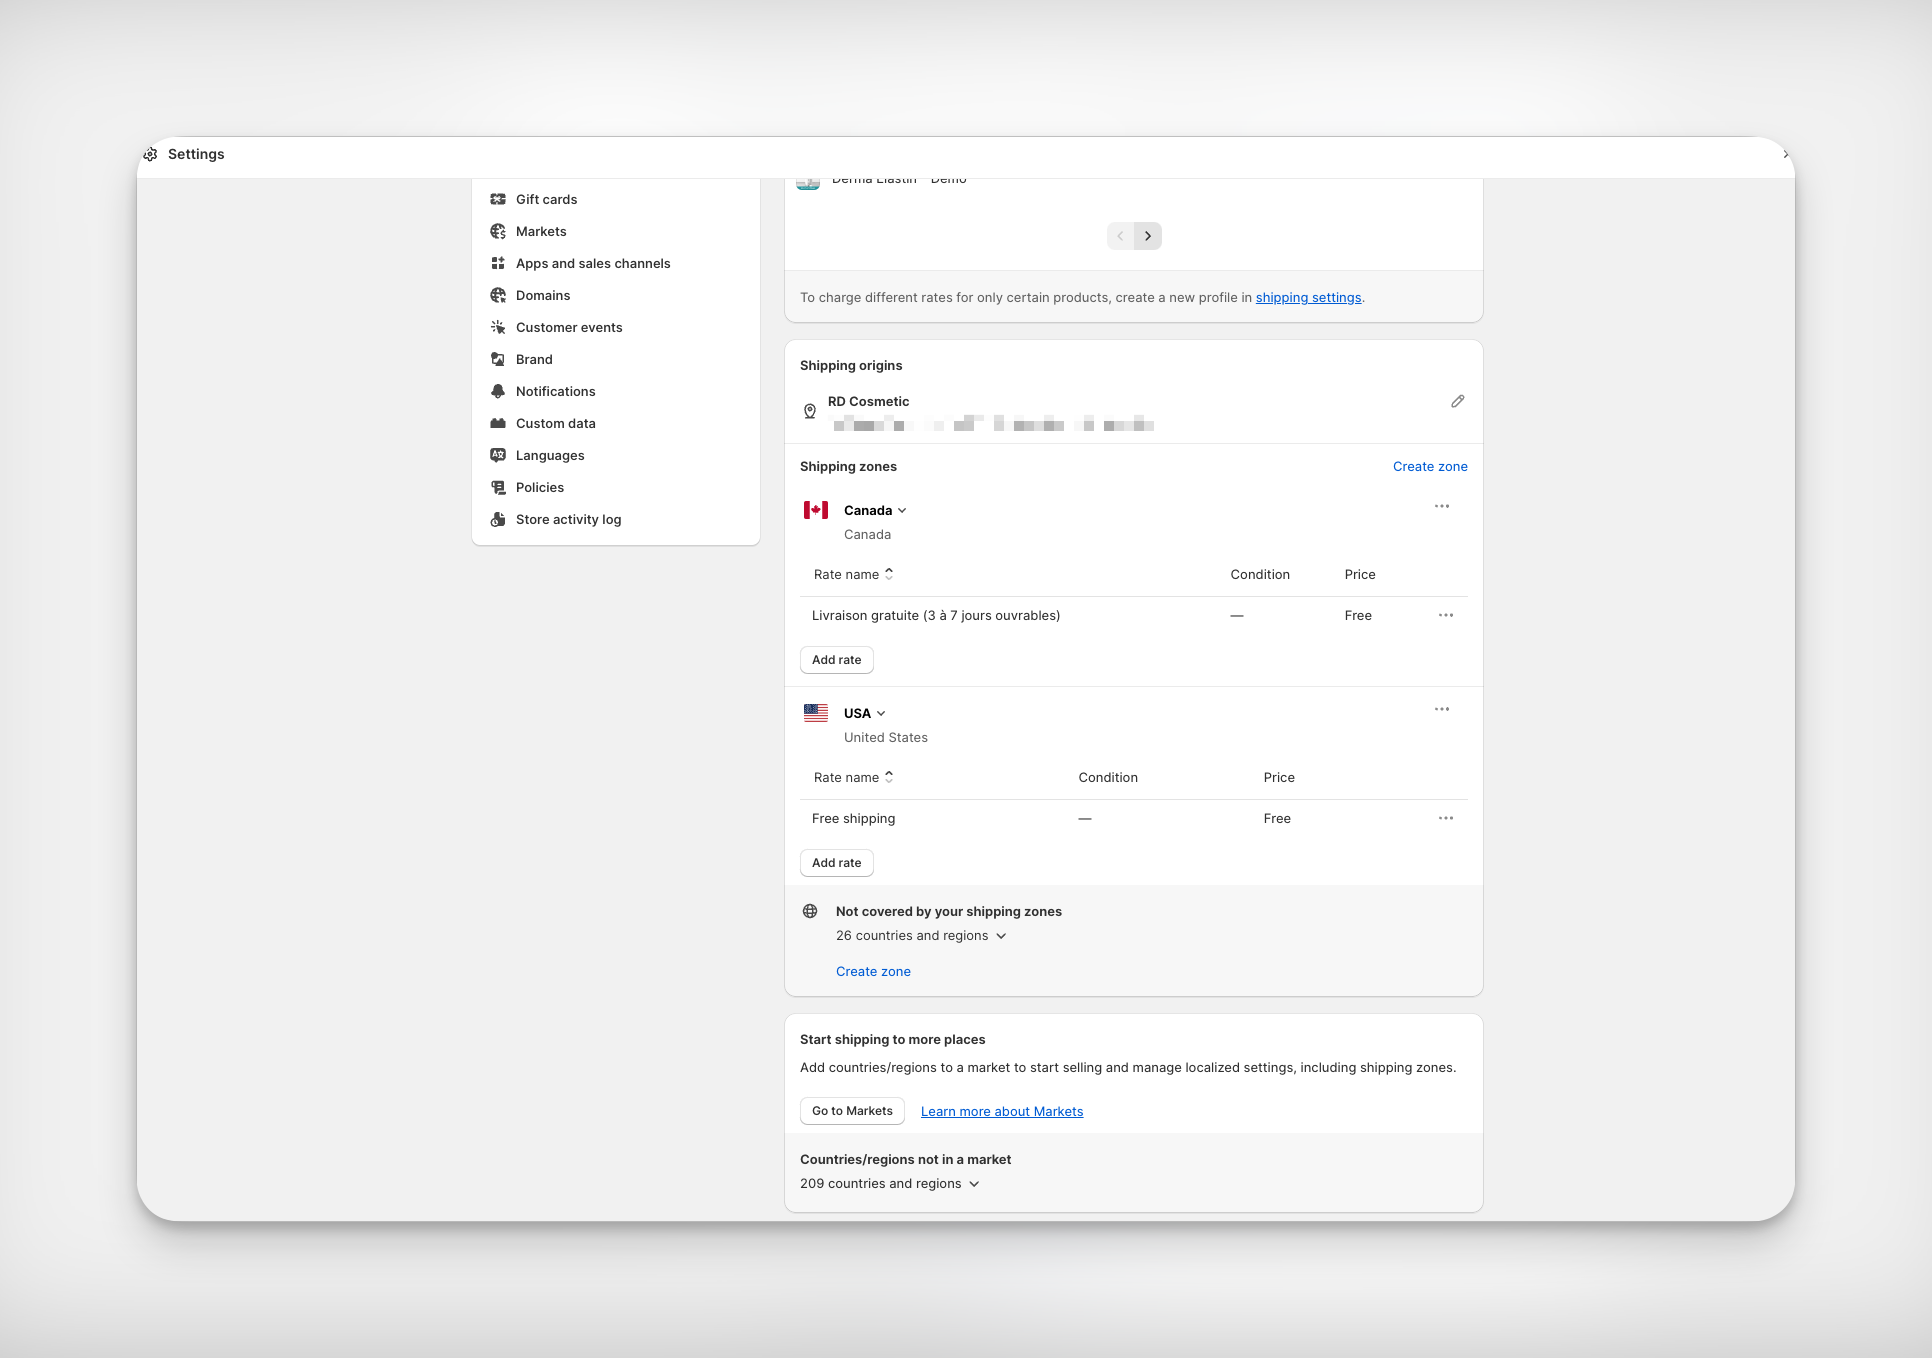 Settings
Gift cards
Markets
Apps and sales channels
Domains
Customer events
Brand
Notifications
Custom data
Languages
Policies
Store activity log
Derma Elastin Demo
To charge different rates for only certain products, create a new profile in shipping settings.
Shipping origins
RD Cosmetic
Shipping zones Create zone
Canada
Canada
Rate name Condition Price
Livraison gratuite (3 à 7 jours ouvrables) — Free
Add rate
USA
United States
Rate name Condition Price
Free shipping — Free
Add rate
Not covered by your shipping zones
26 countries and regions
Create zone
Start shipping to more places
Add countries/regions to a market to start selling and manage localized settings, including shipping zones.
Go to Markets Learn more about Markets
Countries/regions not in a market
209 countries and regions